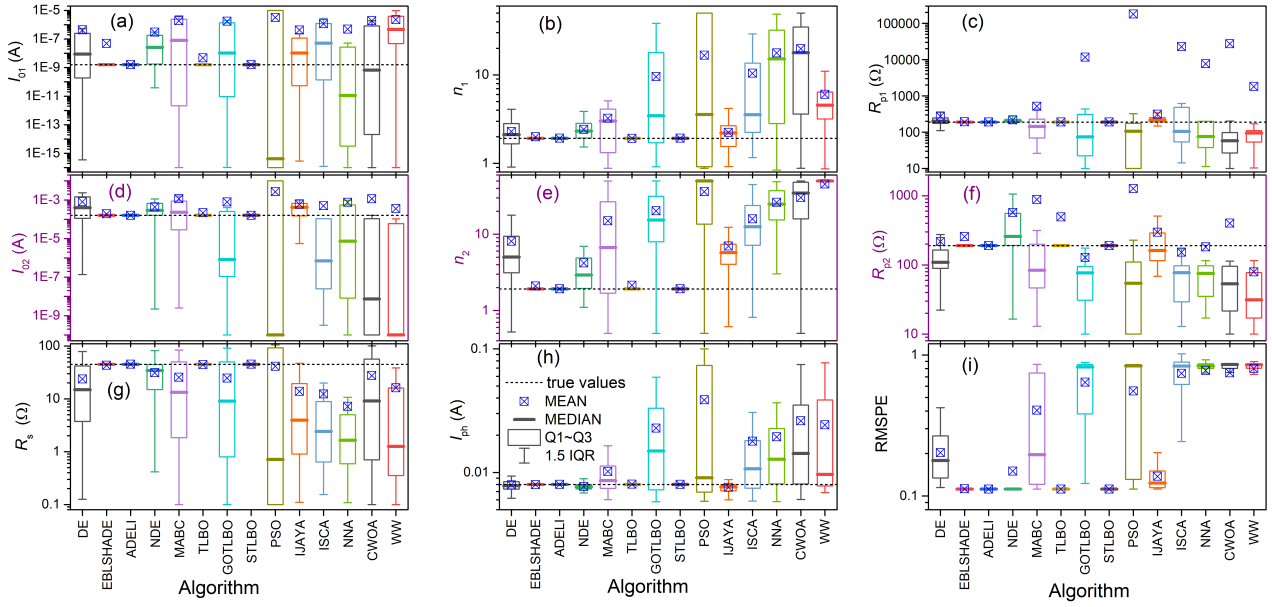 (a)
I01 (A)
1E-5
1E-7
1E-9
1E-11
1E-13
1E-15
(b)
n1
10
1
(c)
Rp1 (Ω)
100000
10000
1000
100
10
(d)
I02 (A)
1E-3
1E-5
1E-7
1E-9
(e)
n2
10
1
(f)
Rp2 (Ω)
1000
100
10
(g)
Rs (Ω)
100
10
1
0.1
DE
EBLSHADE
ADELI
NDE
MABC
TLBO
GOTLBO
STLBO
PSO
IJAYA
ISCA
NNA
CWOA
WW
Algorithm
(h)
Iph (A)
0.1
0.01
true values
MEAN
MEDIAN
Q1~Q3
1.5 IQR
DE
EBLSHADE
ADELI
NDE
MABC
TLBO
GOTLBO
STLBO
PSO
IJAYA
ISCA
NNA
CWOA
WW
Algorithm
(i)
RMSPE
1
0.1
DE
EBLSHADE
ADELI
NDE
MABC
TLBO
GOTLBO
STLBO
PSO
IJAYA
ISCA
NNA
CWOA
WW
Algorithm